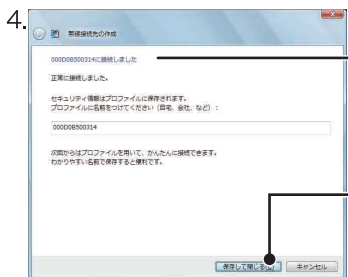 4.
無線接続先の作成
000D0B500314に接続しました
正常に接続しました。
セキュリティ情報はプロファイルに保存されます。
プロファイルに名前をつけてください（自宅、会社、など）：
000D0B500314
次回からはプロファイルを用いて、かんたんに接続できます。
わかりやすい名前で保存すると便利です。
保存して閉じる
キャンセル